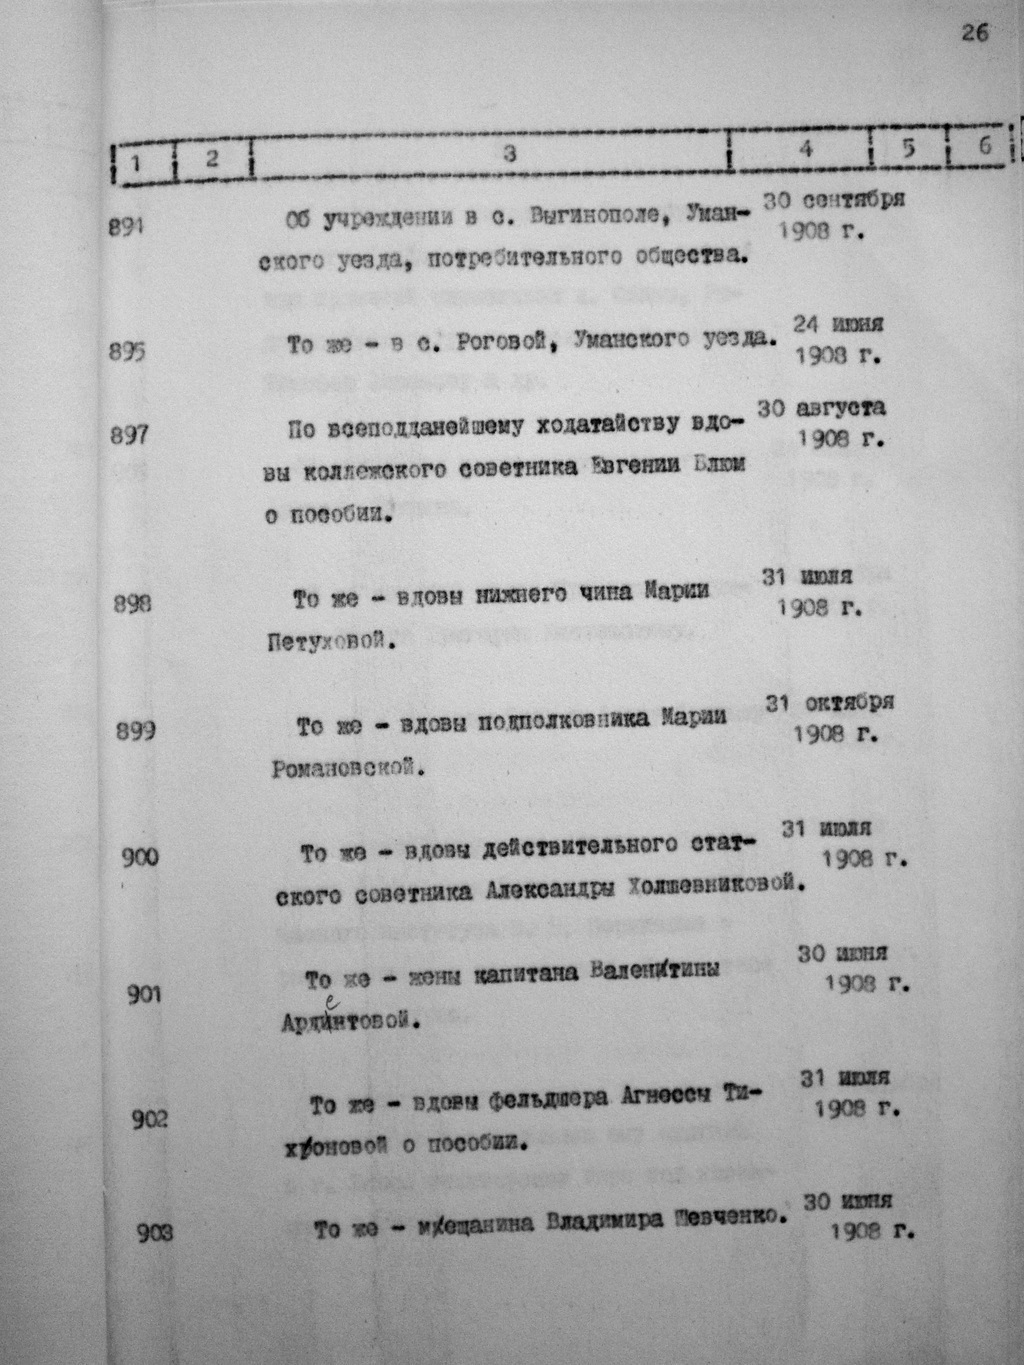 26
1 2 3 4 5 6
894 Об учреждении в с. Вытинополе, Уман- 30 сентября
1908 г.
ского уезда, потребительного общества.
895 То же - в с. Роговой, Уманского уезда. 24 июня
1908 г.
897 По всеподданейшему ходатайству вдо- 30 августа
1908 г.
вы коллежского советника Евгении Блюм
о пособии.
898 То же - вдовы нижнего чина Марии 31 июля
1908 г.
Петуховой.
899 То же - вдовы подполковника Марии 31 октября
1908 г.
Романовской.
900 То же - вдовы действительного стат- 31 июля
1908 г.
ского советника Александры Холшевниковой.
901 То же - жены капитана Валентины 30 июня
1908 г.
Ардентовой.
902 То же - вдовы фельдшера Агнессы Ти- 31 июля
1908 г.
хоновой о пособии.
903 То же - мещанина Владимира Шевченко. 30 июня
1908 г.